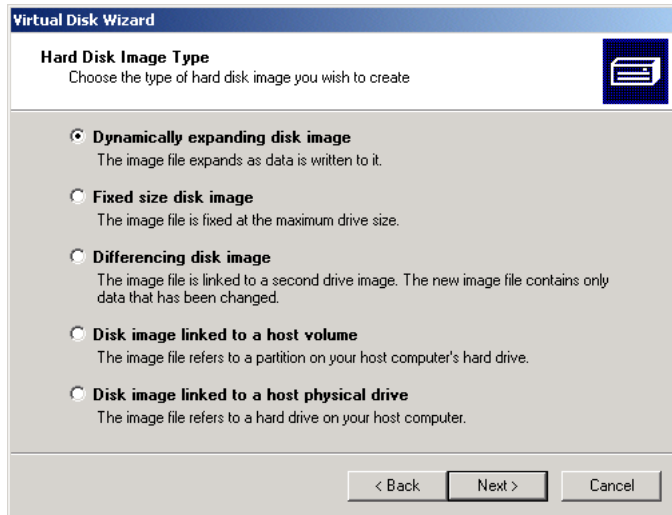 Virtual Disk Wizard
Hard Disk Image Type
Choose the type of hard disk image you wish to create
Dynamically expanding disk image
The image file expands as data is written to it.
Fixed size disk image
The image file is fixed at the maximum drive size.
Differencing disk image
The image file is linked to a second drive image. The new image file contains only
data that has been changed.
Disk image linked to a host volume
The image file refers to a partition on your host computer's hard drive.
Disk image linked to a host physical drive
The image file refers to a hard drive on your host computer.
< Back Next > Cancel